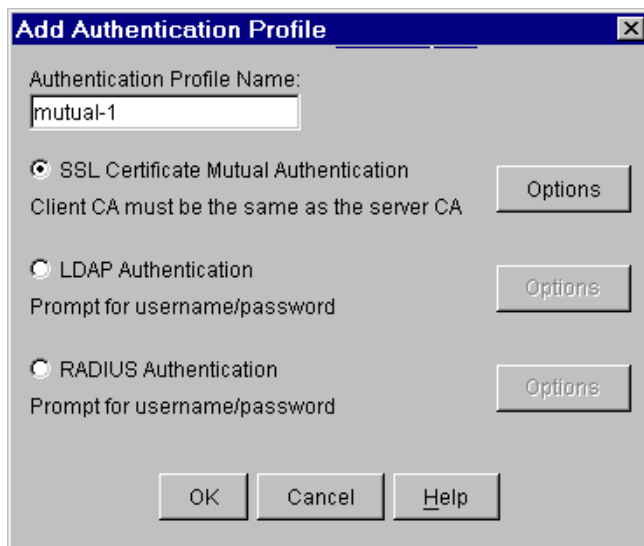 Add Authentication Profile
Authentication Profile Name:
mutual-1
SSL Certificate Mutual Authentication
Options
Client CA must be the same as the server CA
LDAP Authentication
Options
Prompt for username/password
RADIUS Authentication
Options
Prompt for username/password
OK Cancel Help